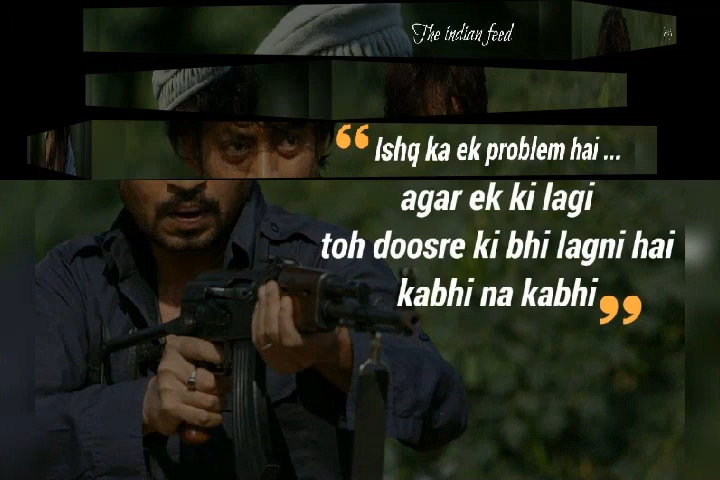 The indian feed
“Ishq ka ek problem hai ...
agar ek ki lagi
toh doosre ki bhi lagni hai
kabhi na kabhi”